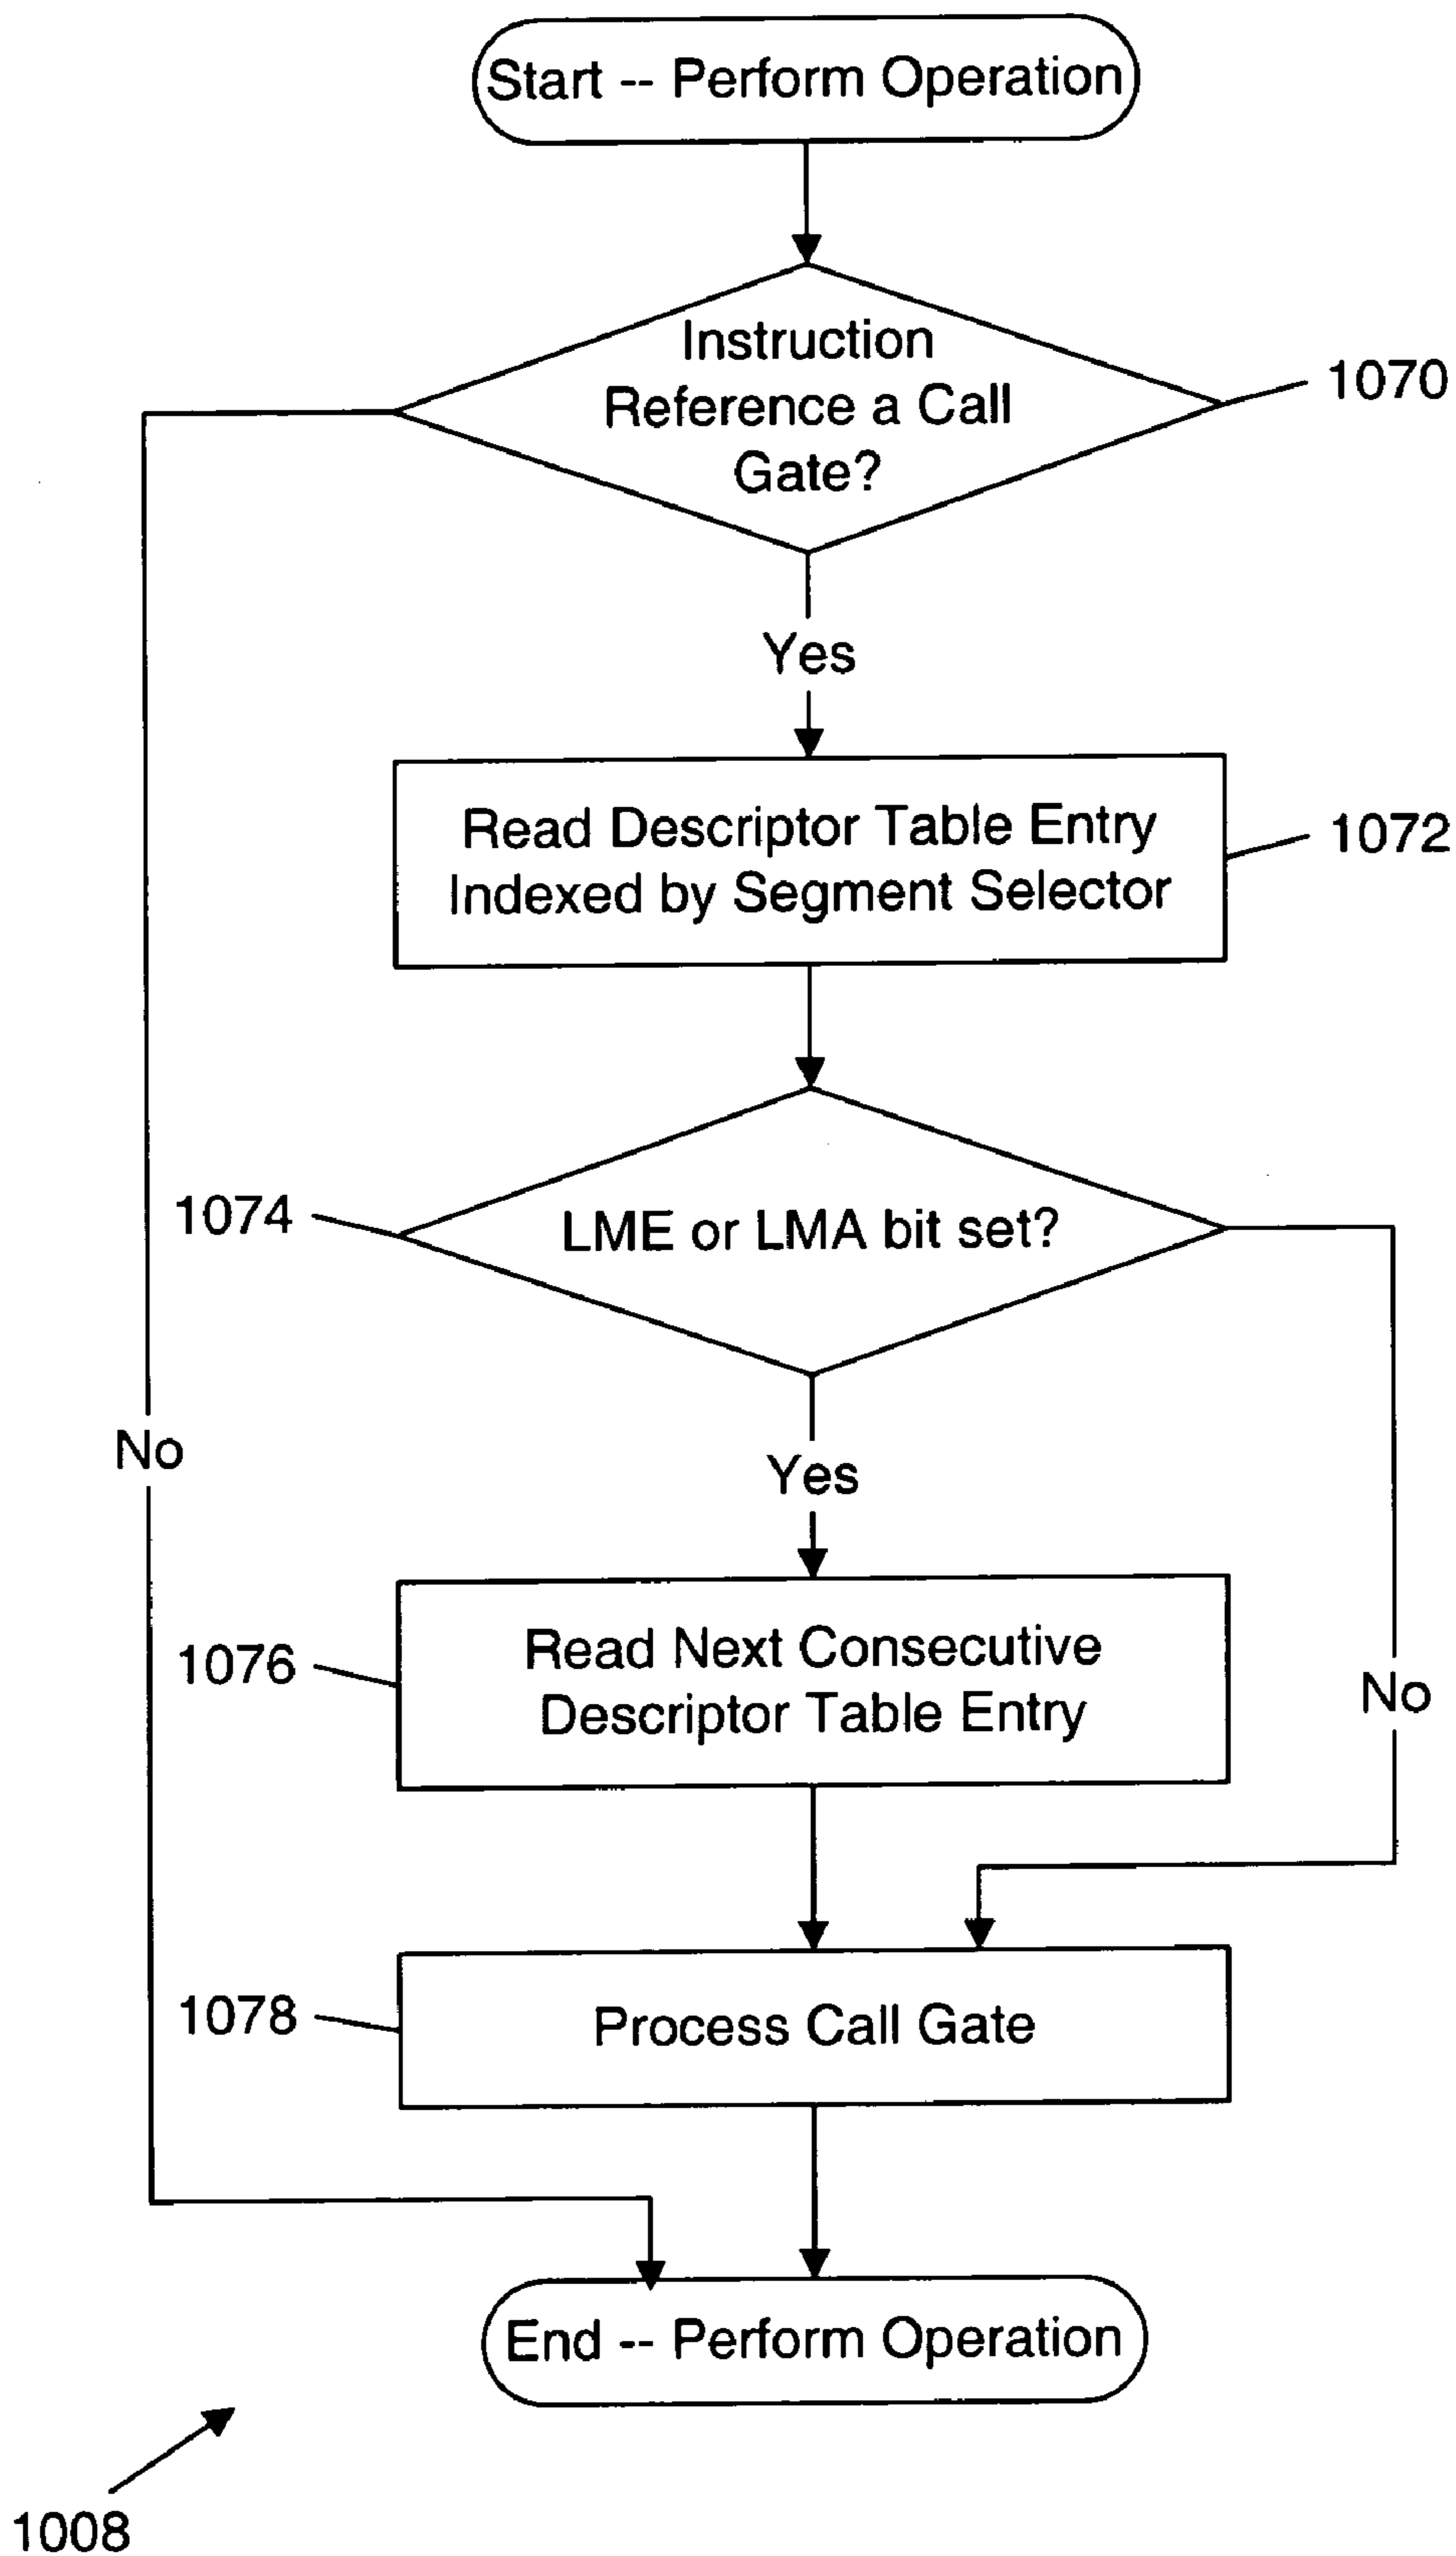 Start -- Perform Operation
Instruction
Reference a Call
Gate?
1070
Yes
Read Descriptor Table Entry
Indexed by Segment Selector
1072
1074
LME or LMA bit set?
No
Yes
1076
Read Next Consecutive
Descriptor Table Entry
No
1078
Process Call Gate
End -- Perform Operation
1008